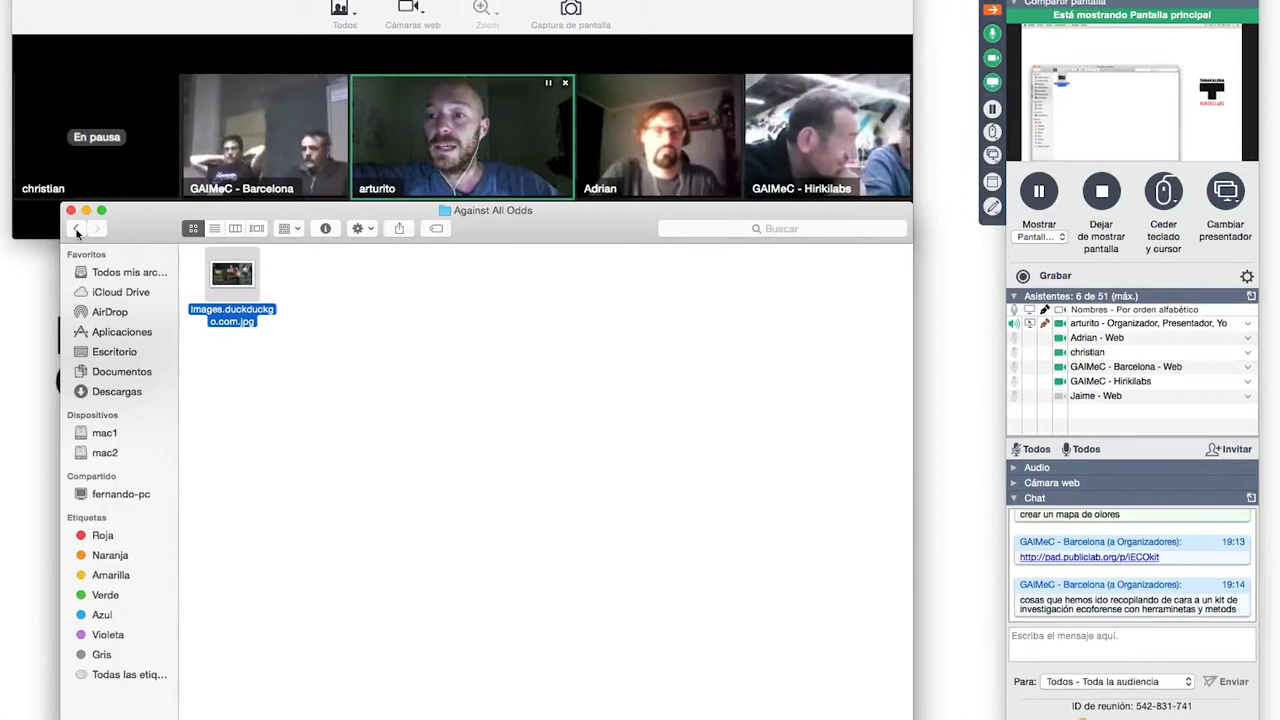 Todos
Cámaras web
Zoom
Captura de pantalla
En pausa
christian
GAIMeC - Barcelona
arturito
Adrian
GAIMeC - Hirikilabs
Against All Odds
Buscar
Favoritos
Todos mis arc...
iCloud Drive
AirDrop
Aplicaciones
Escritorio
Documentos
Descargas
Dispositivos
mac1
mac2
Compartido
fernando-pc
Etiquetas
Roja
Naranja
Amarilla
Verde
Azul
Violeta
Gris
Todas las etiq...
images.duckduckg
o.com.jpg
Compartir pantalla
Está mostrando Pantalla principal
TABAKALERA
HIRIKILABS
Mostrar
Pantall...
Dejar
de mostrar
pantalla
Ceder
teclado
y cursor
Cambiar
presentador
Grabar
Asistentes: 6 de 51 (máx.)
Nombres - Por orden alfabético
arturito - Organizador, Presentador, Yo
Adrian - Web
christian
GAIMeC - Barcelona - Web
GAIMeC - Hirikilabs
Jaime - Web
Todos
Todos
Invitar
Audio
Cámara web
Chat
crear un mapa de olores
GAIMeC - Barcelona (a Organizadores): 19:13
http://pad.publiclab.org/p/iECOkit
GAIMeC - Barcelona (a Organizadores): 19:14
cosas que hemos ido recopilando de cara a un kit de
investigación ecoforense con herraminetas y metods
Escriba el mensaje aquí.
Para: Todos - Toda la audiencia
Enviar
ID de reunión: 542-831-741